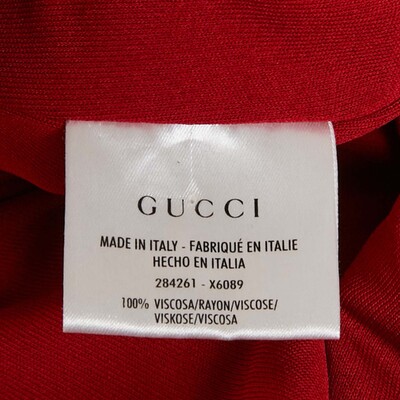 GUCCI
MADE IN ITALY - FABRIQUÉ EN ITALIE
HECHO EN ITALIA
284261 - X6089
100% VISCOSA/RAYON/VISCOSE/
VISKOSE/VISCOSA